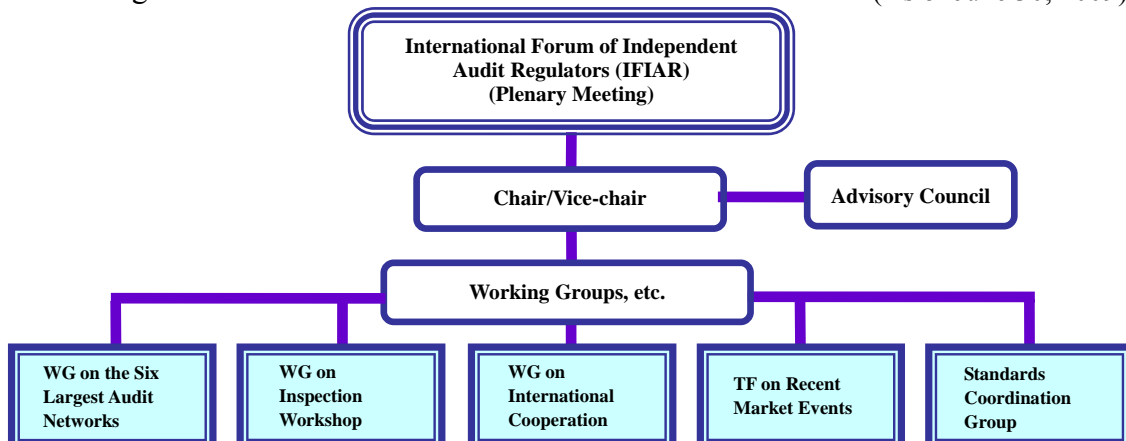 International Forum of Independent
Audit Regulators (IFIAR)
(Plenary Meeting)
Chair/Vice-chair
Advisory Council
Working Groups, etc.
WG on the Six
Largest Audit
Networks
WG on
Inspection
Workshop
WG on
International
Cooperation
TF on Recent
Market Events
Standards
Coordination
Group